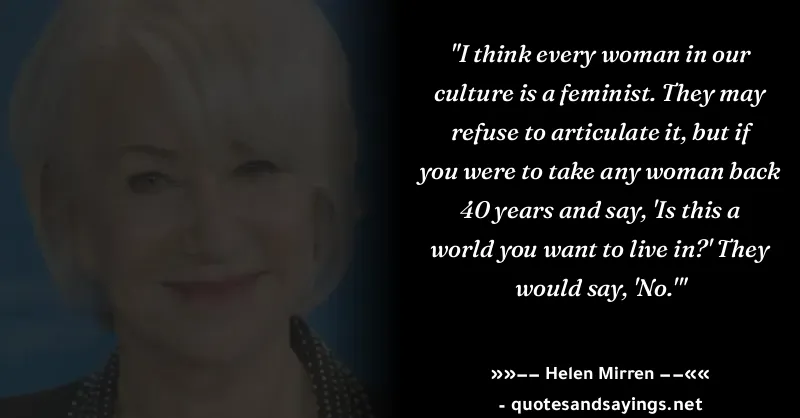 "I think every woman in our
culture is a feminist. They may
refuse to articulate it, but if
you were to take any woman back
40 years and say, 'Is this a
world you want to live in?' They
would say, 'No.'"
»»−− Helen Mirren −−««
- quotesandsayings.net